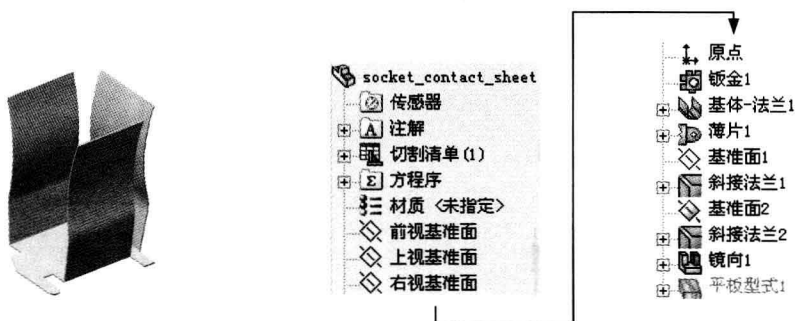 socket_contact_sheet
传感器
A 注解
切割清单(1)
Σ 方程序
材质 <未指定>
前视基准面
上视基准面
右视基准面
原点
钣金1
基体-法兰1
薄片1
基准面1
斜接法兰1
基准面2
斜接法兰2
镜向1
平板型式1